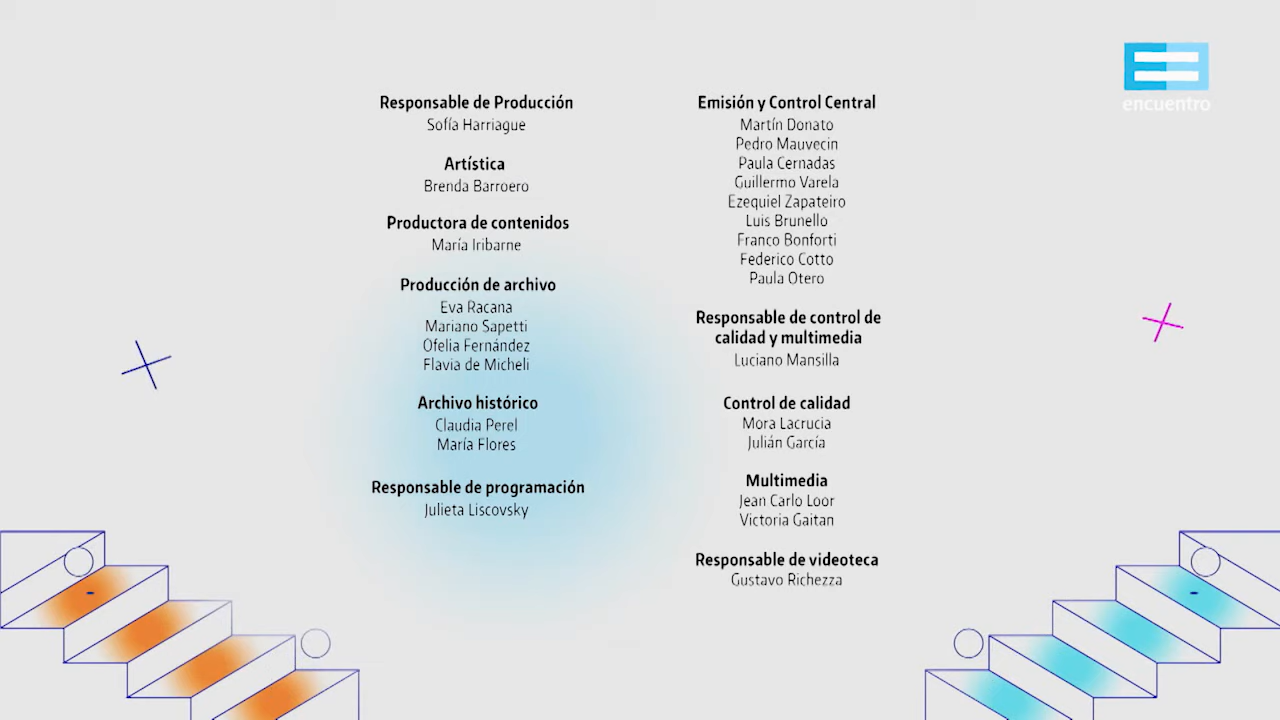 Responsable de Producción
Sofía Harriague
Artística
Brenda Barroero
Productora de contenidos
María Iribarne
Producción de archivo
Eva Racana
Mariano Sapetti
Ofelia Fernández
Flavia de Micheli
Archivo histórico
Claudia Perel
María Flores
Responsable de programación
Julieta Liscovsky
Emisión y Control Central
Martín Donato
Pedro Mauvecin
Paula Cernadas
Guillermo Varela
Ezequiel Zapateiro
Luis Brunello
Franco Bonforti
Federico Cotto
Paula Otero
Responsable de control de
calidad y multimedia
Luciano Mansilla
Control de calidad
Mora Lacrucia
Julián García
Multimedia
Jean Carlo Loor
Victoria Gaitan
Responsable de videoteca
Gustavo Richezza
encuentro